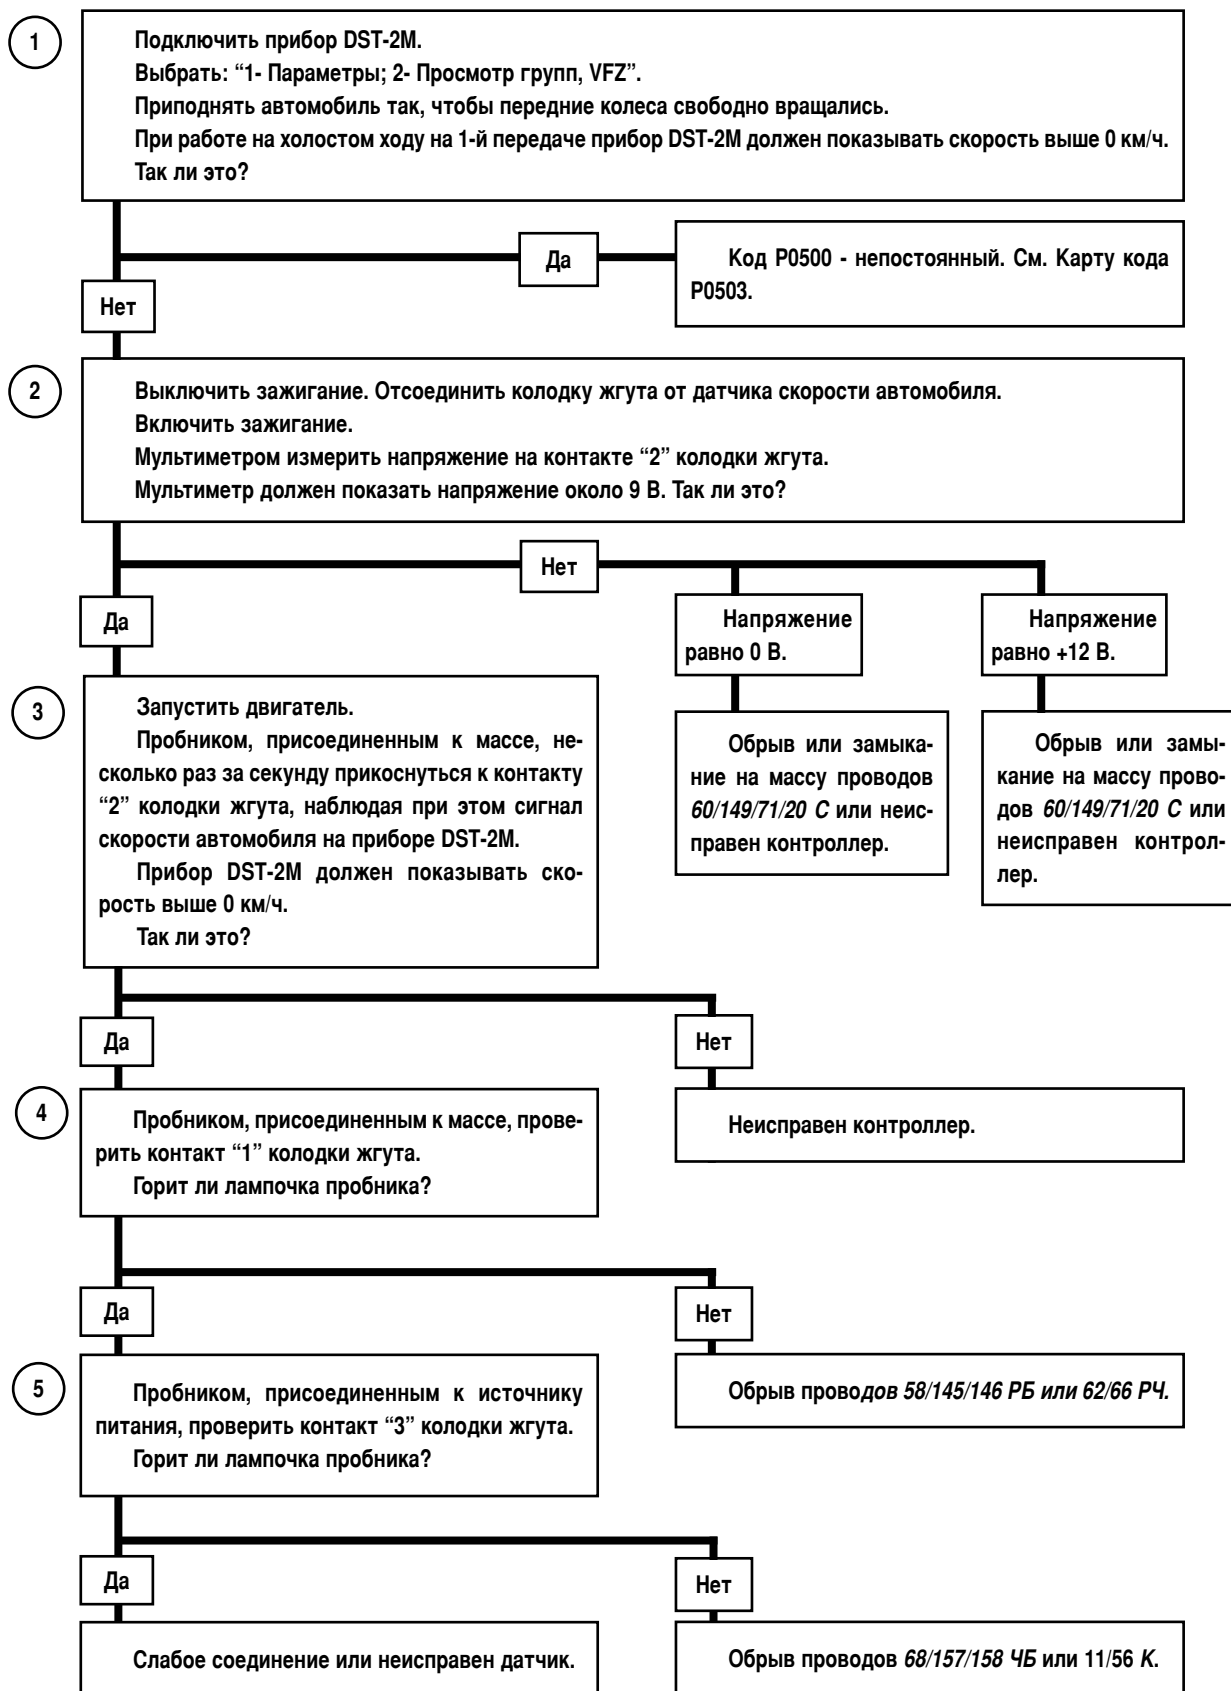 1
Подключить прибор DST-2M.
Выбрать: “1- Параметры; 2- Просмотр групп, VFZ”.
Приподнять автомобиль так, чтобы передние колеса свободно вращались.
При работе на холостом ходу на 1-й передаче прибор DST-2M должен показывать скорость выше 0 км/ч.
Так ли это?
Да
Код P0500 - непостоянный. См. Карту кода
P0503.
Нет
2
Выключить зажигание. Отсоединить колодку жгута от датчика скорости автомобиля.
Включить зажигание.
Мультиметром измерить напряжение на контакте “2” колодки жгута.
Мультиметр должен показать напряжение около 9 В. Так ли это?
Нет
Да
Напряжение
равно 0 В.
Напряжение
равно +12 В.
3
Запустить двигатель.
Пробником, присоединенным к массе, не-
сколько раз за секунду прикоснуться к контакту
“2” колодки жгута, наблюдая при этом сигнал
скорости автомобиля на приборе DST-2M.
Прибор DST-2M должен показывать ско-
рость выше 0 км/ч.
Так ли это?
Обрыв или замыка-
ние на массу проводов
60/149/71/20 С или неис-
правен контроллер.
Обрыв или замы-
кание на массу прово-
дов 60/149/71/20 С или
неисправен контрол-
лер.
Да
Нет
4
Пробником, присоединенным к массе, прове-
рить контакт “1” колодки жгута.
Горит ли лампочка пробника?
Неисправен контроллер.
Да
Нет
5
Пробником, присоединенным к источнику
питания, проверить контакт “3” колодки жгута.
Горит ли лампочка пробника?
Обрыв проводов 58/145/146 РБ или 62/66 РЧ.
Да
Нет
Слабое соединение или неисправен датчик.
Обрыв проводов 68/157/158 ЧБ или 11/56 К.